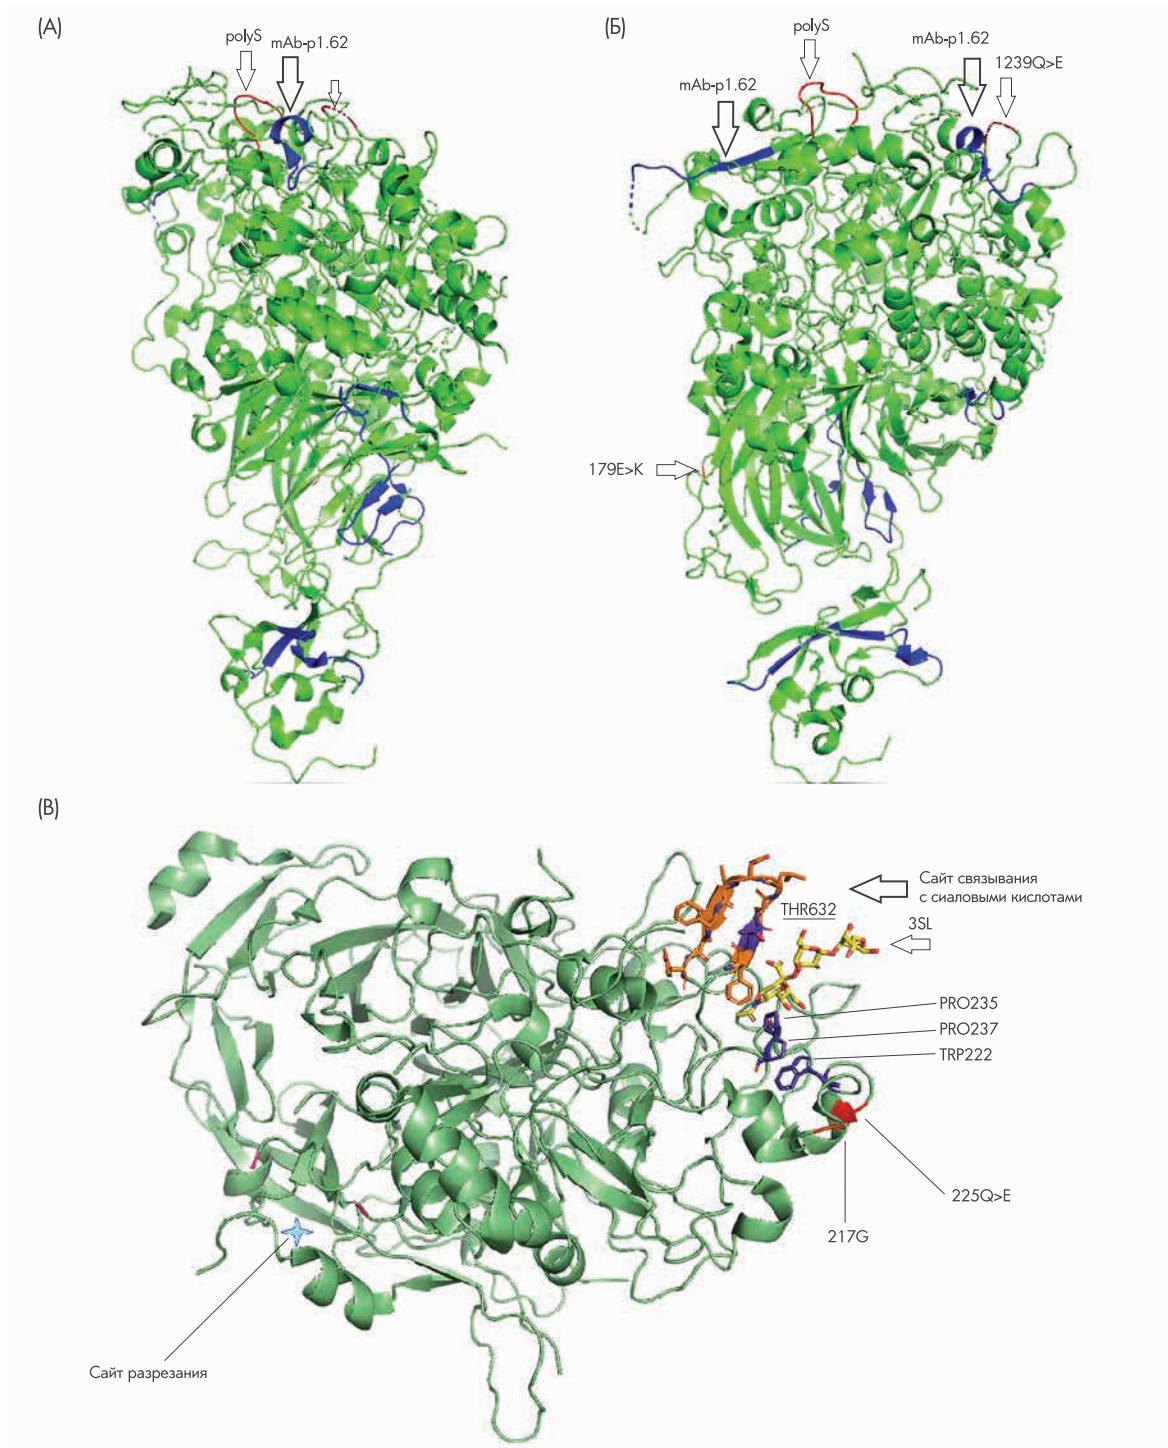 (А)
polyS
mAb-p1.62
(Б)
polyS
mAb-p1.62
mAb-p1.62
1239Q>E
179E>K
(В)
Сайт связывания
с сиаловыми кислотами
THR632
3SL
PRO235
PRO237
TRP222
225Q>E
217G
Сайт разрезания